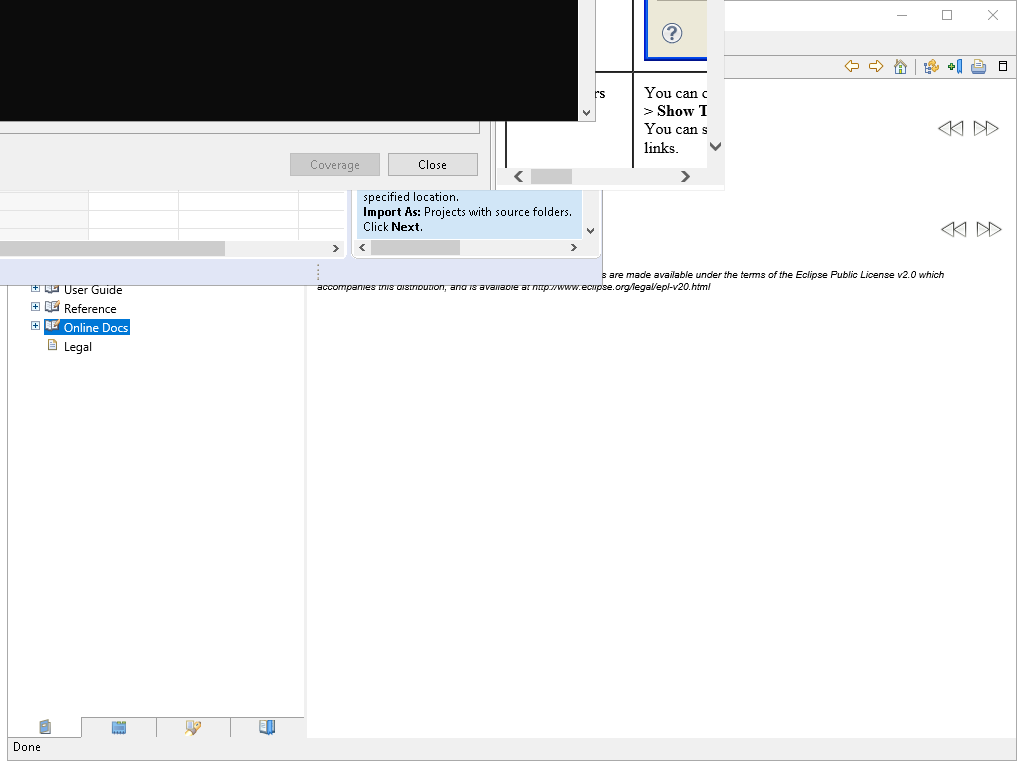 rs
You can c
> Show T
You can s
links.
Coverage
Close
specified location.
Import As: Projects with source folders.
Click Next.
s are made available under the terms of the Eclipse Public License v2.0 which
accompanies this distribution, and is available at http://www.eclipse.org/legal/epl-v20.html
User Guide
Reference
Online Docs
Legal
Done